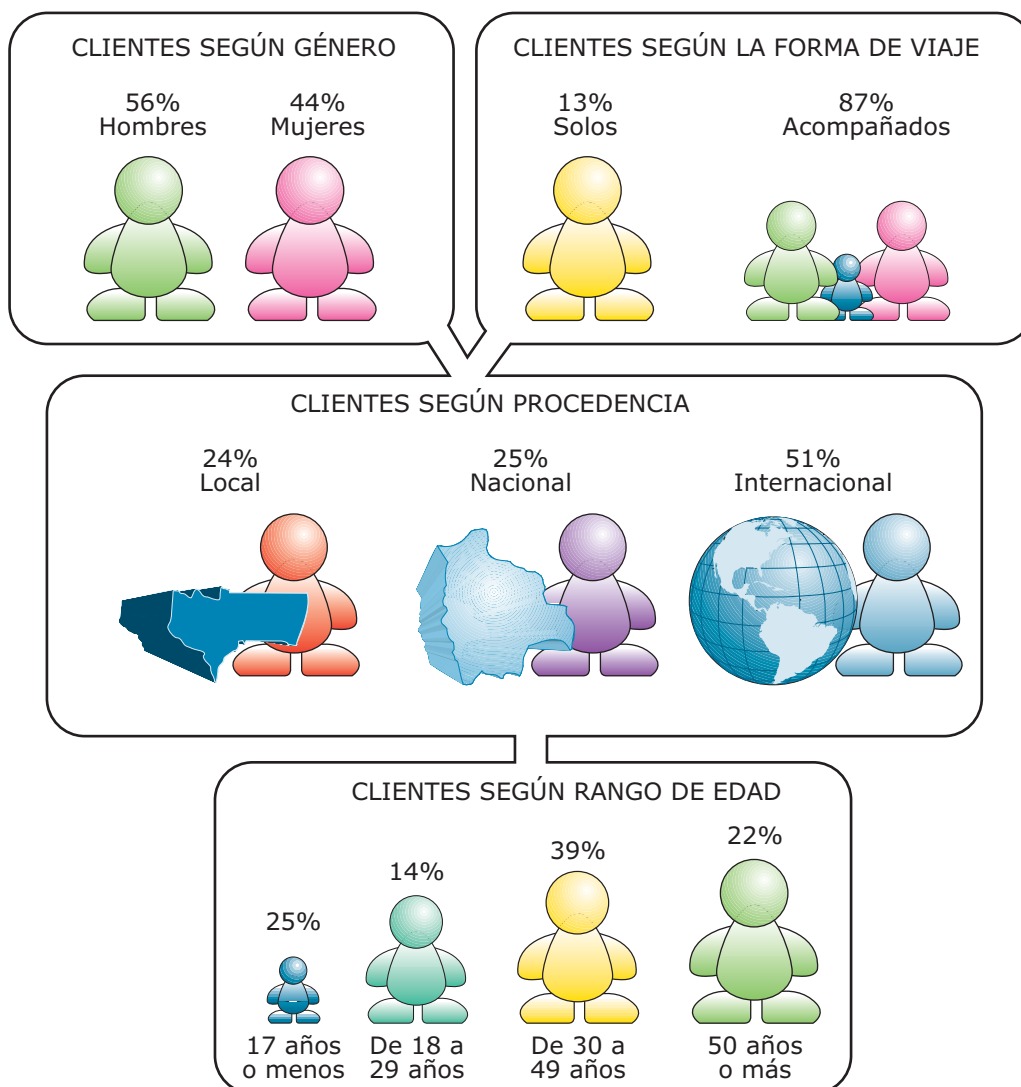 CLIENTES SEGÚN GÉNERO
56%
Hombres
44%
Mujeres
CLIENTES SEGÚN LA FORMA DE VIAJE
13%
Solos
87%
Acompañados
CLIENTES SEGÚN PROCEDENCIA
24%
Local
25%
Nacional
51%
Internacional
CLIENTES SEGÚN RANGO DE EDAD
25%
17 años
o menos
14%
De 18 a
29 años
39%
De 30 a
49 años
22%
50 años
o más